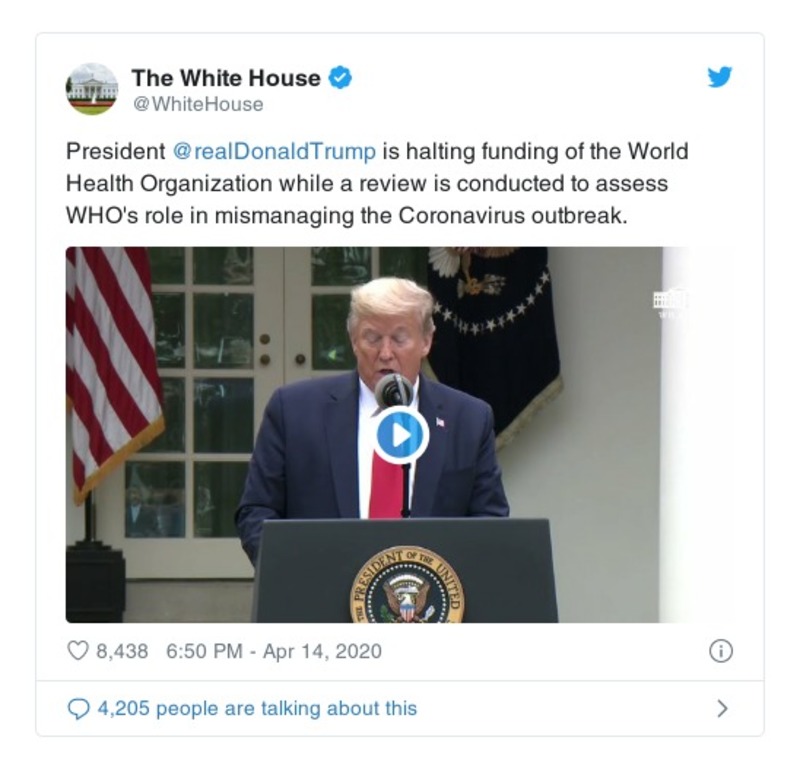 The White House
@WhiteHouse
President @realDonaldTrump is halting funding of the World
Health Organization while a review is conducted to assess
WHO's role in mismanaging the Coronavirus outbreak.
THE PRESIDENT OF THE UNITED
8,438 6:50 PM - Apr 14, 2020
4,205 people are talking about this